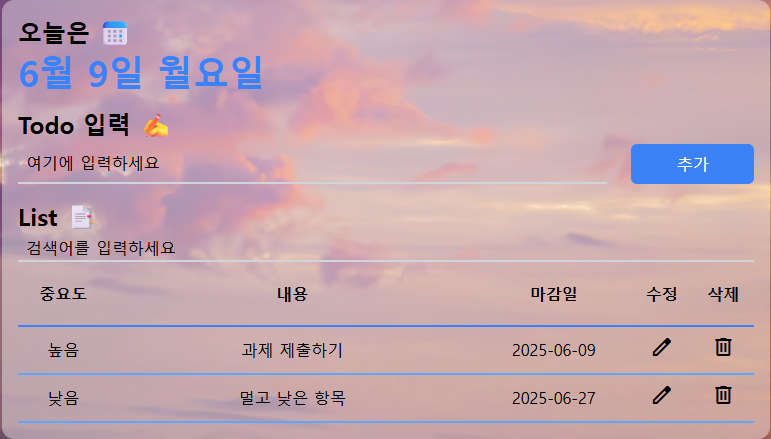 오늘은
6월 9일 월요일
Todo 입력
여기에 입력하세요
추가
List
검색어를 입력하세요
중요도 내용 마감일 수정 삭제
높음 과제 제출하기 2025-06-09
낮음 멀고 낮은 항목 2025-06-27